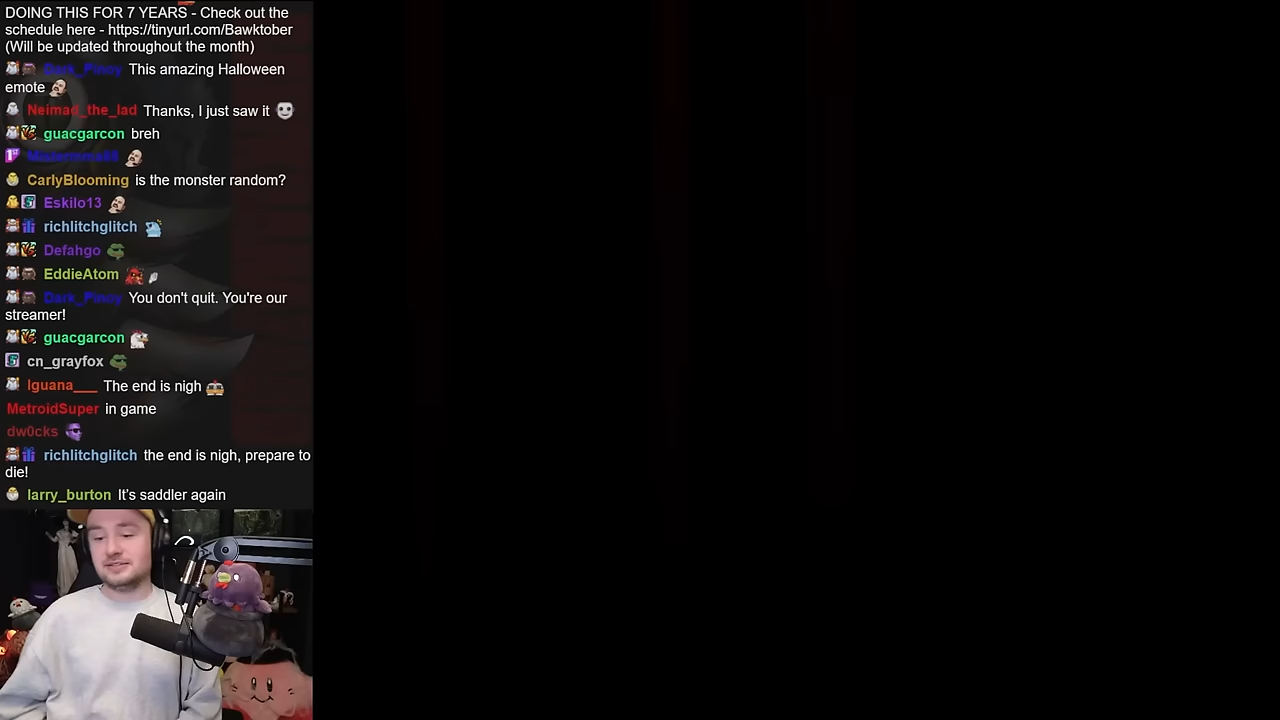 DOING THIS FOR 7 YEARS - Check out the
schedule here - https://tinyurl.com/Bawktober
(Will be updated throughout the month)
Dark_Pinoy This amazing Halloween
emote
Neimad_the_lad Thanks, I just saw it
guacgarcon breh
CarlyBlooming is the monster random?
Eskilo13
richlitchglitch
Defahgo
EddieAtom
Dark_Pinoy You don't quit. You're our
streamer!
guacgarcon
cn_grayfox
Iguana___ The end is nigh
MetroidSuper in game
dw0cks
richlitchglitch the end is nigh, prepare to
die!
larry_burton It's saddler again